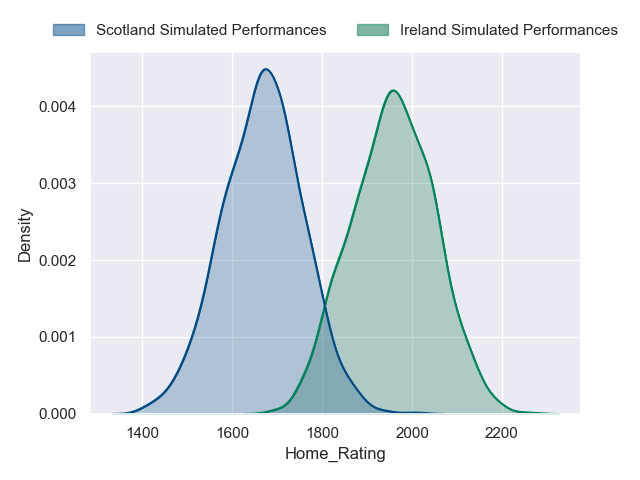 Scotland Simulated Performances Ireland Simulated Performances
0.004
0.003
0.002
0.001
0.000
Density
1400 1600 1800 2000 2200
Home_Rating